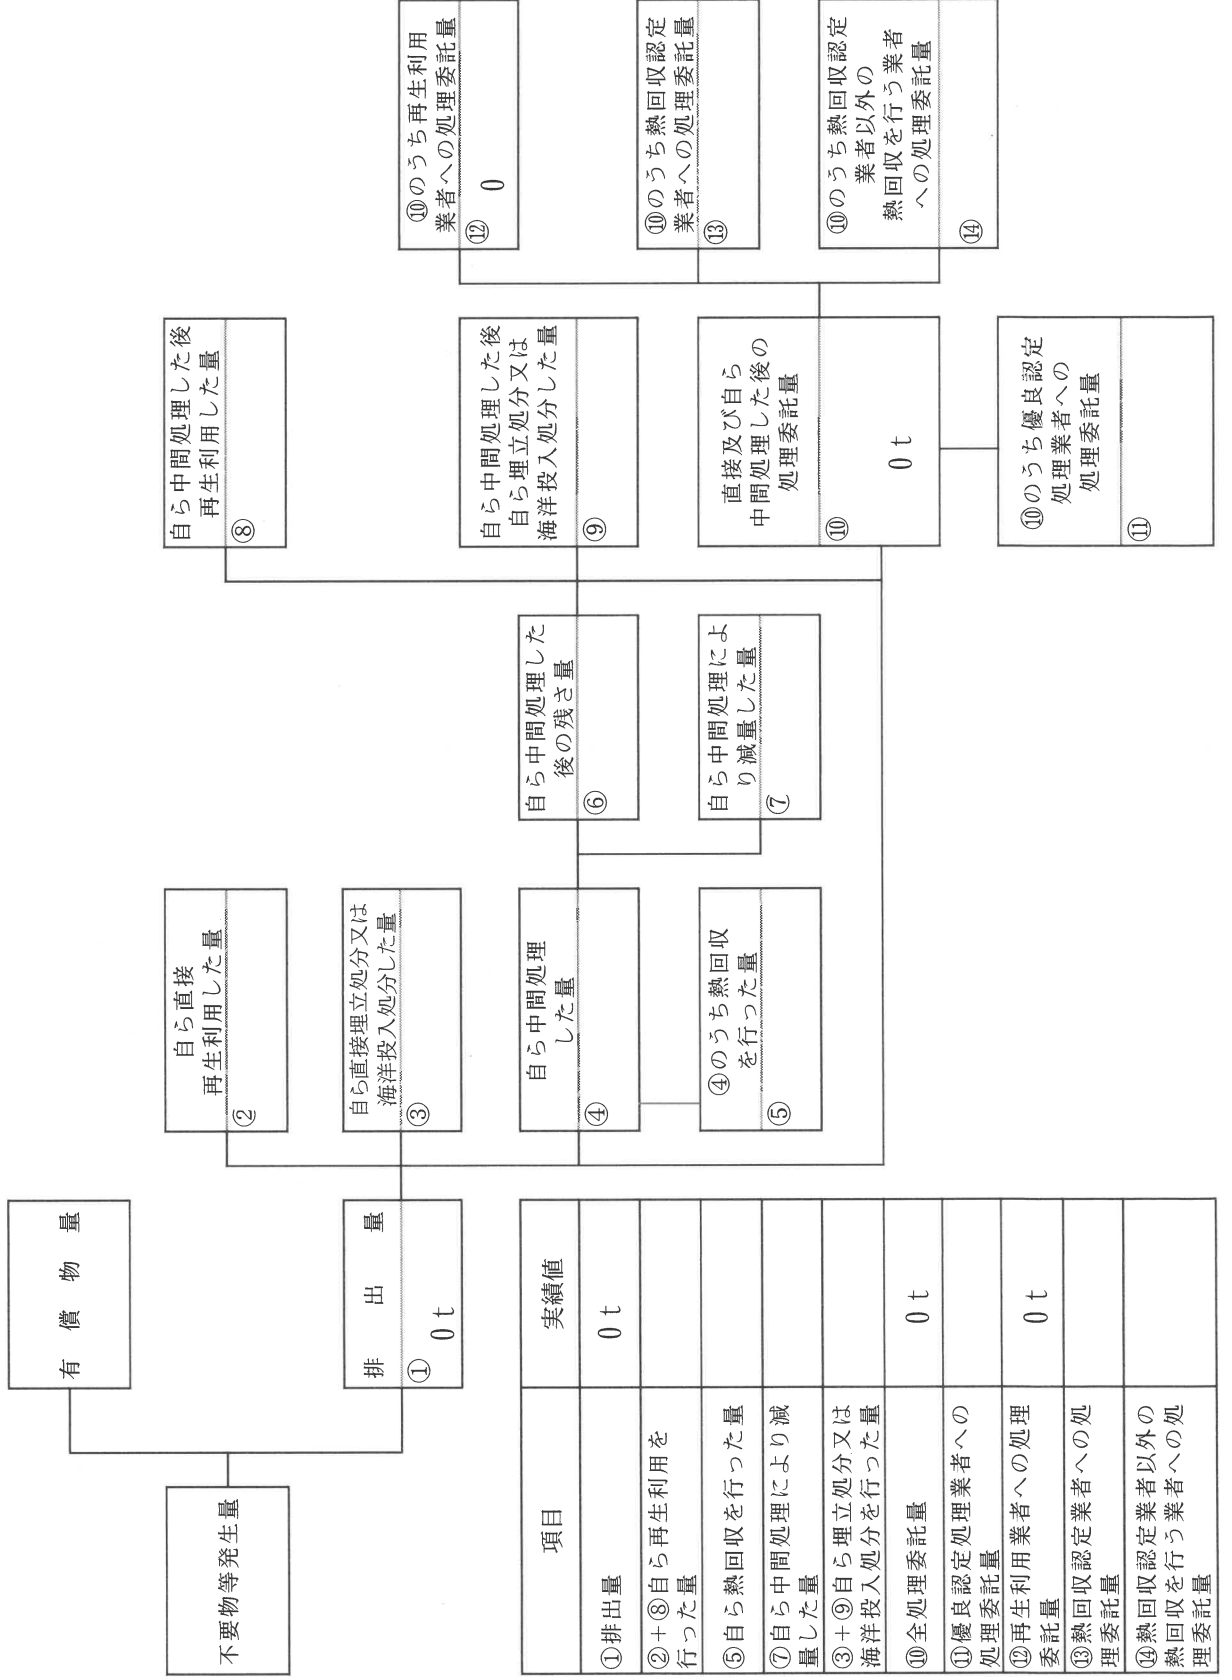 有償物量
不要物等発生量
排出量
①
0 t
自ら直接
再生利用した量
②
自ら直接埋立処分又は
海洋投入処分した量
③
自ら中間処理
した量
④
④のうち熱回収
を行った量
⑤
自ら中間処理した
後の残さ量
⑥
自ら中間処理によ
り減量した量
⑦
自ら中間処理した後
再生利用した量
⑧
自ら中間処理した後
自ら埋立処分又は
海洋投入処分した量
⑨
直接及び自ら
中間処理した後の
処理委託量
⑩
0 t
⑩のうち優良認定
処理業者への
処理委託量
⑪
⑩のうち再生利用
業者への処理委託量
⑫
0
⑩のうち熱回収認定
業者への処理委託量
⑬
⑩のうち熱回収認定
業者以外の
熱回収を行う業者
への処理委託量
⑭
項目 実績値
①排出量 0 t
②+⑧自ら再生利用を
行った量
⑤自ら熱回収を行った量
⑦自ら中間処理により減
量した量
③+⑨自ら埋立処分又は
海洋投入処分を行った量
⑩全処理委託量 0 t
⑪優良認定処理業者への
処理委託量
⑫再生利用業者への処理
委託量 0 t
⑬熱回収認定業者への処
理委託量
⑭熱回収認定業者以外の
熱回収を行う業者への処
理委託量